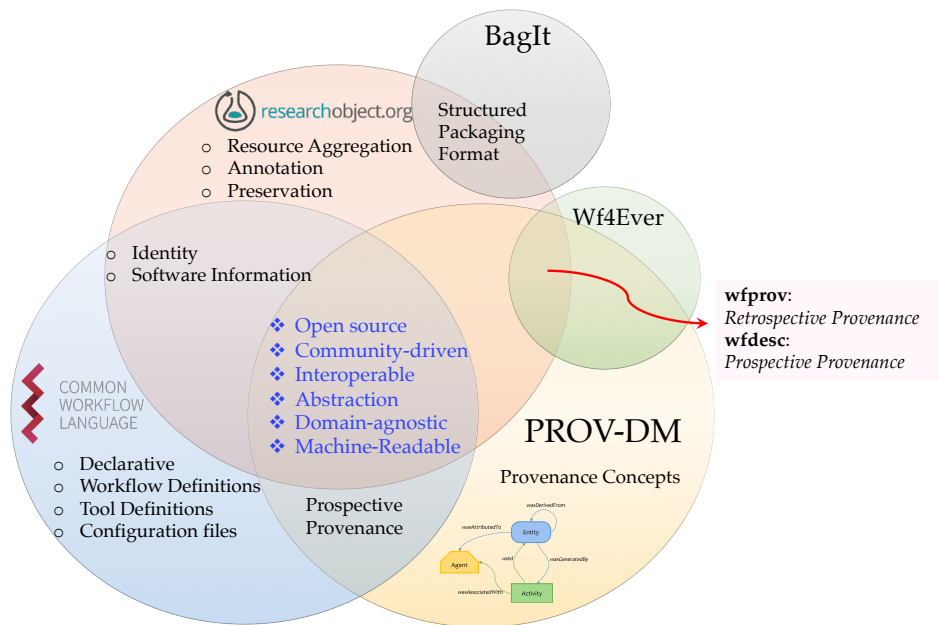 BagIt
Structured
Packaging
Format
researchobject.org
○ Resource Aggregation
○ Annotation
○ Preservation
Wf4Ever
○ Identity
○ Software Information
wfprov:
Retrospective Provenance
wfdesc:
Prospective Provenance
❖ Open source
❖ Community-driven
❖ Interoperable
❖ Abstraction
❖ Domain-agnostic
❖ Machine-Readable
COMMON
WORKFLOW
LANGUAGE
○ Declarative
○ Workflow Definitions
○ Tool Definitions
○ Configuration files
Prospective
Provenance
PROV-DM
Provenance Concepts
wasDerivedFrom
wasAttributedTo
Entity
used
wasGeneratedBy
Agent
wasAssociatedWith
Activity